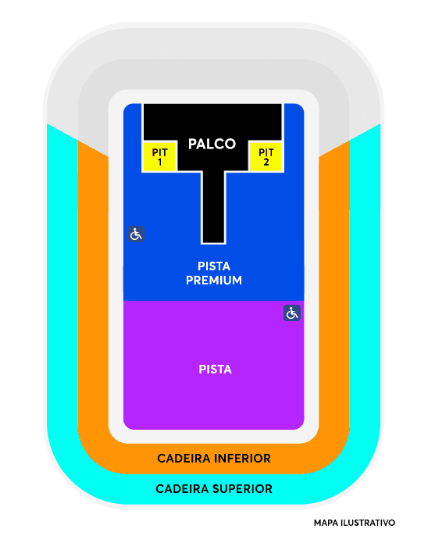 PALCO
PIT
1
PIT
2
PISTA
PREMIUM
PISTA
CADEIRA INFERIOR
CADEIRA SUPERIOR
MAPA ILUSTRATIVO